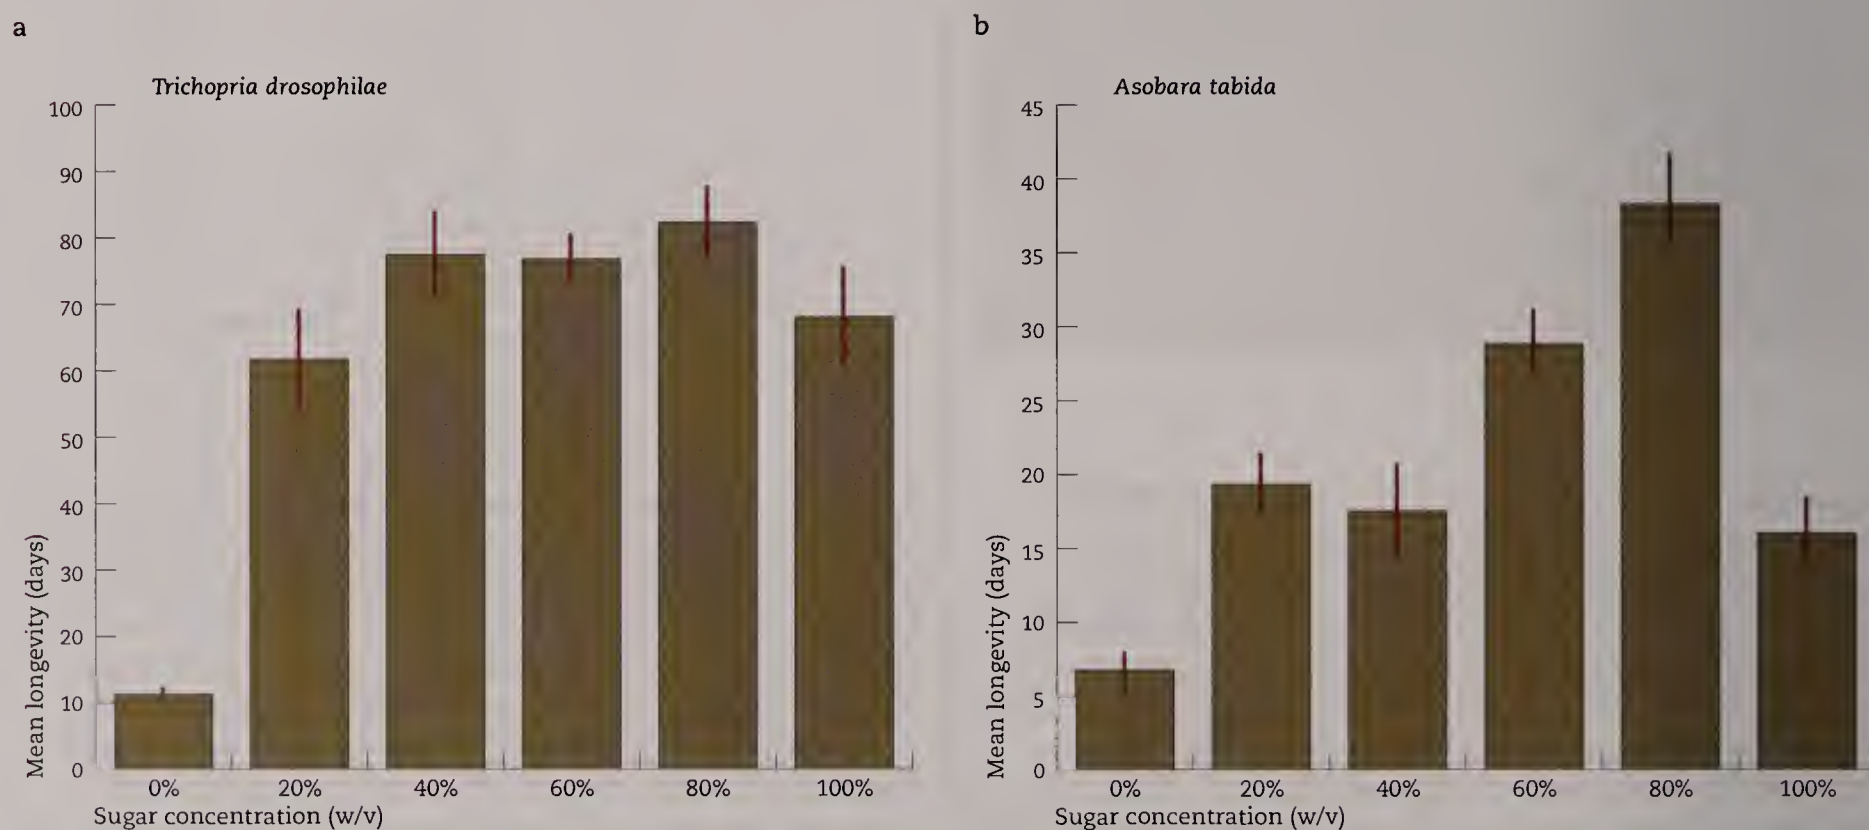 a
Trichopria drosophilae
100
90
80
70
60
50
40
30
20
10
0
Mean longevity (days)
0% 20% 40% 60% 80% 100%
Sugar concentration (w/v)
b
Asobara tabida
45
40
35
30
25
20
15
10
5
0
Mean longevity (days)
0% 20% 40% 60% 80% 100%
Sugar concentration (w/v)